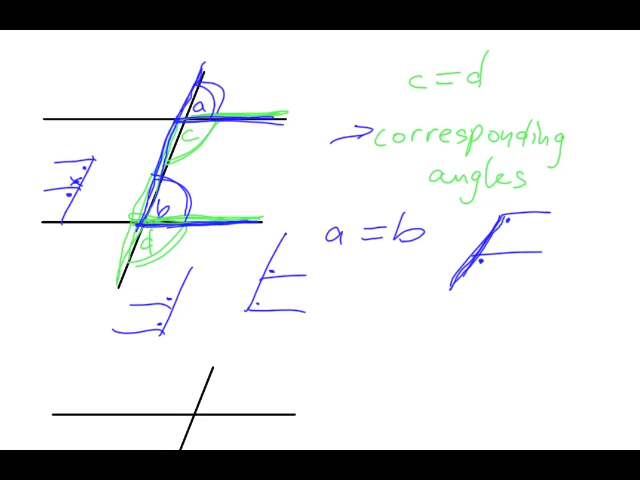 c = d
a
c
corresponding
angles
x
b
a = b
d